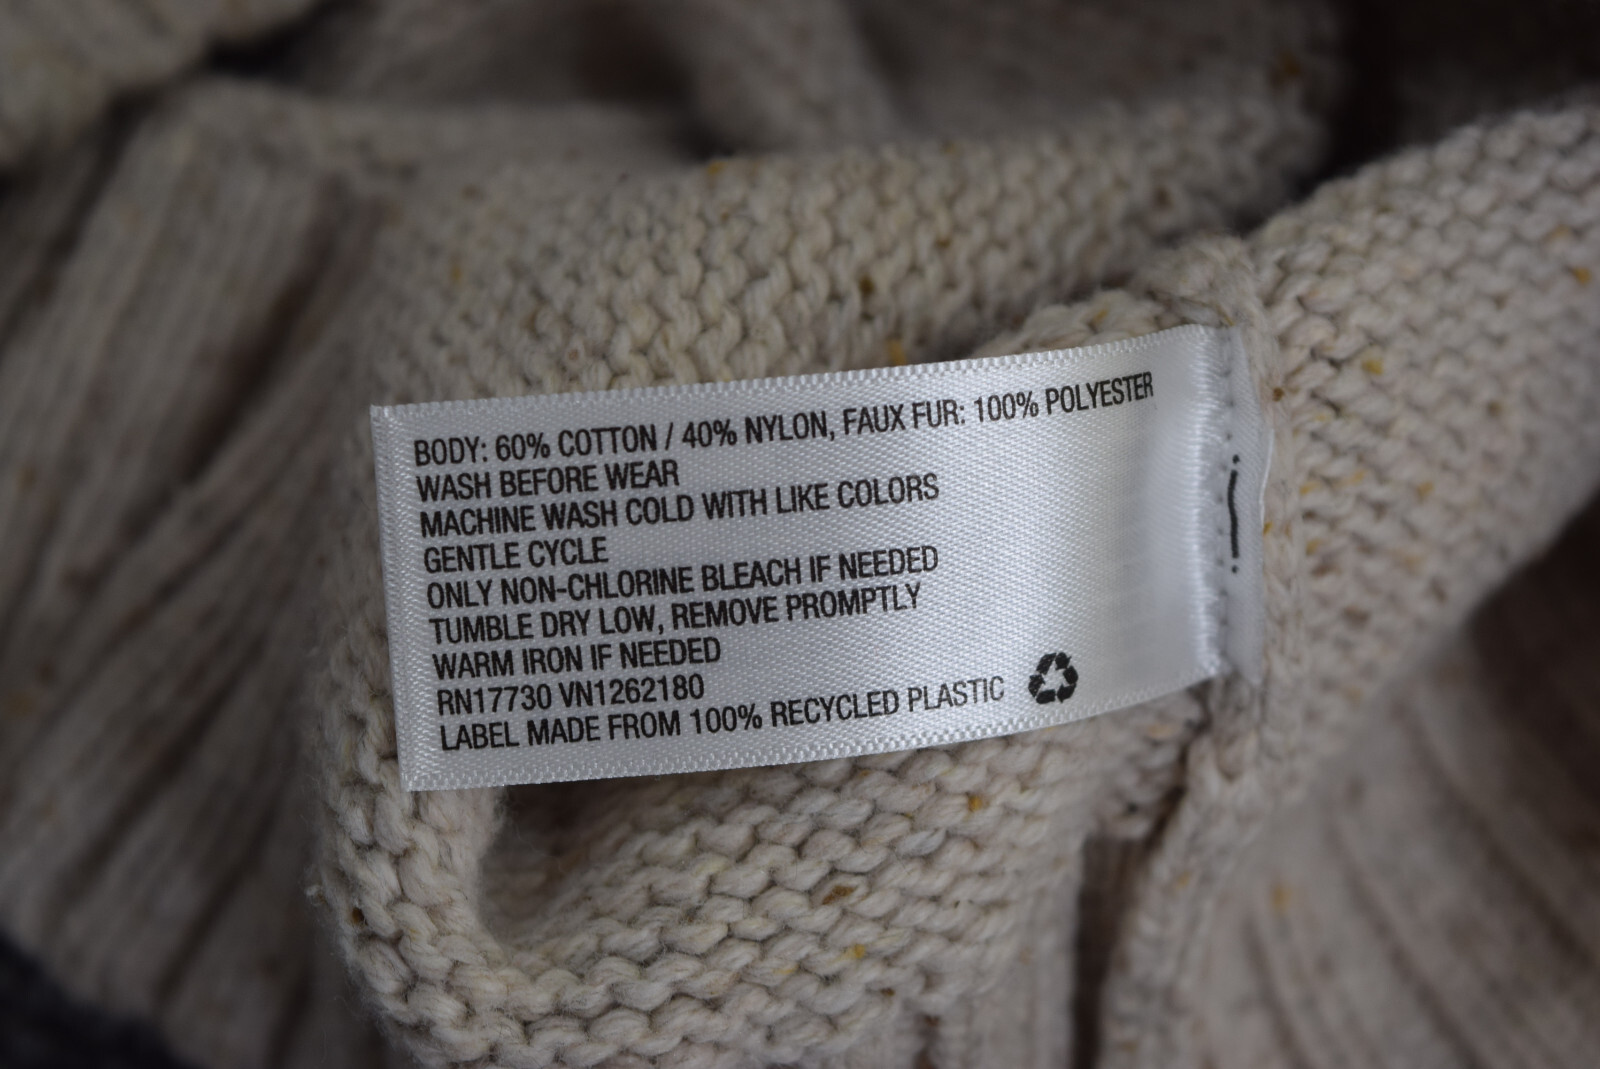 BODY: 60% COTTON / 40% NYLON, FAUX FUR: 100% POLYESTER
WASH BEFORE WEAR
MACHINE WASH COLD WITH LIKE COLORS
GENTLE CYCLE
ONLY NON-CHLORINE BLEACH IF NEEDED
TUMBLE DRY LOW, REMOVE PROMPTLY
WARM IRON IF NEEDED
RN17730 VN1262180
LABEL MADE FROM 100% RECYCLED PLASTIC